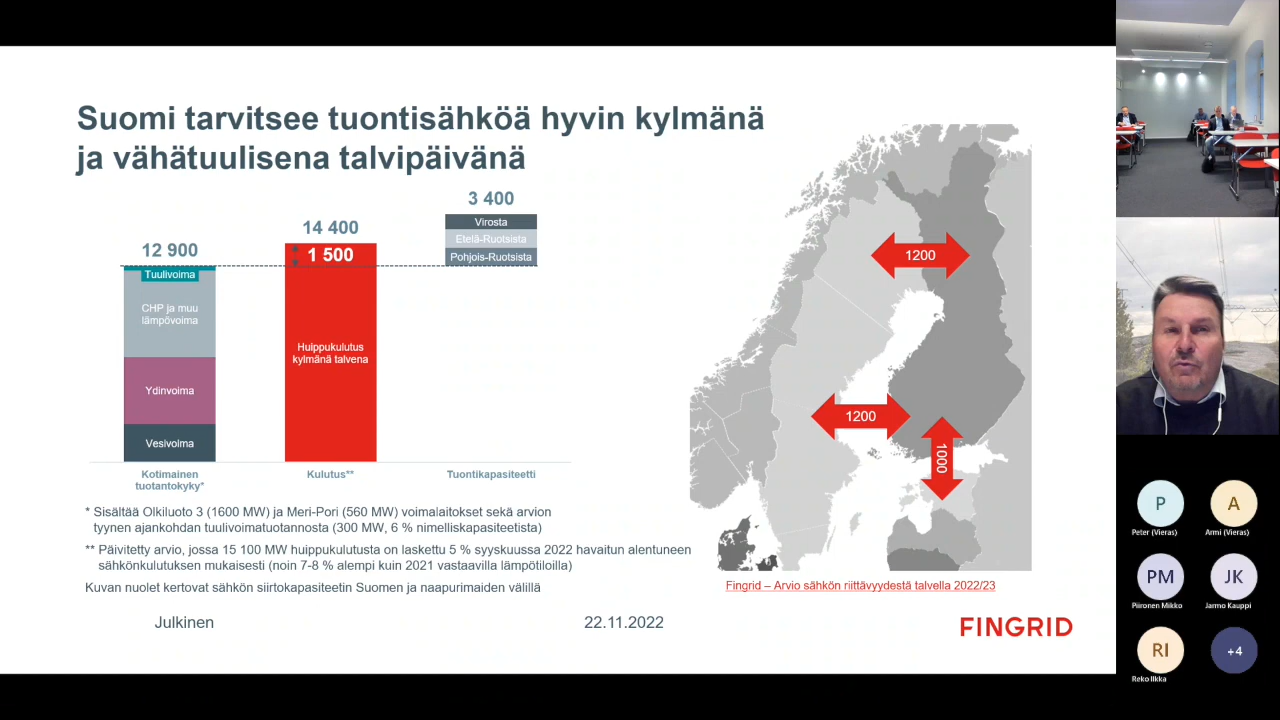 Suomi tarvitsee tuontisähköä hyvin kylmänä
ja vähätuulisena talvipäivänä
3 400
14 400
12 900
1 500
Virosta
Etelä-Ruotsista
Pohjois-Ruotsista
Tuulivoima
CHP ja muu
lämpövoima
Huippukulutus
kylmänä talvena
Ydinvoima
Vesivoima
Kotimainen
tuotantokyky*
Kulutus**
Tuontikapasiteetti
1200
1200
1000
* Sisältää Olkiluoto 3 (1600 MW) ja Meri-Pori (560 MW) voimalaitokset sekä arvion
tyynen ajankohdan tuulivoimatuotannosta (300 MW, 6 % nimelliskapasiteetista)
** Päivitetty arvio, jossa 15 100 MW huippukulutusta on laskettu 5 % syyskuussa 2022 havaitun alentuneen
sähkönkulutuksen mukaisesti (noin 7-8 % alempi kuin 2021 vastaavilla lämpötiloilla)
Kuvan nuolet kertovat sähkön siirtokapasiteetin Suomen ja naapurimaiden välillä
Fingrid – Arvio sähkön riittävyydestä talvella 2022/23
Julkinen
22.11.2022
FINGRID
P
A
Peter (Vieras)
Armi (Vieras)
PM
JK
Piironen Mikko
Jarmo Kauppi
RI
+4
Reko Ilkka